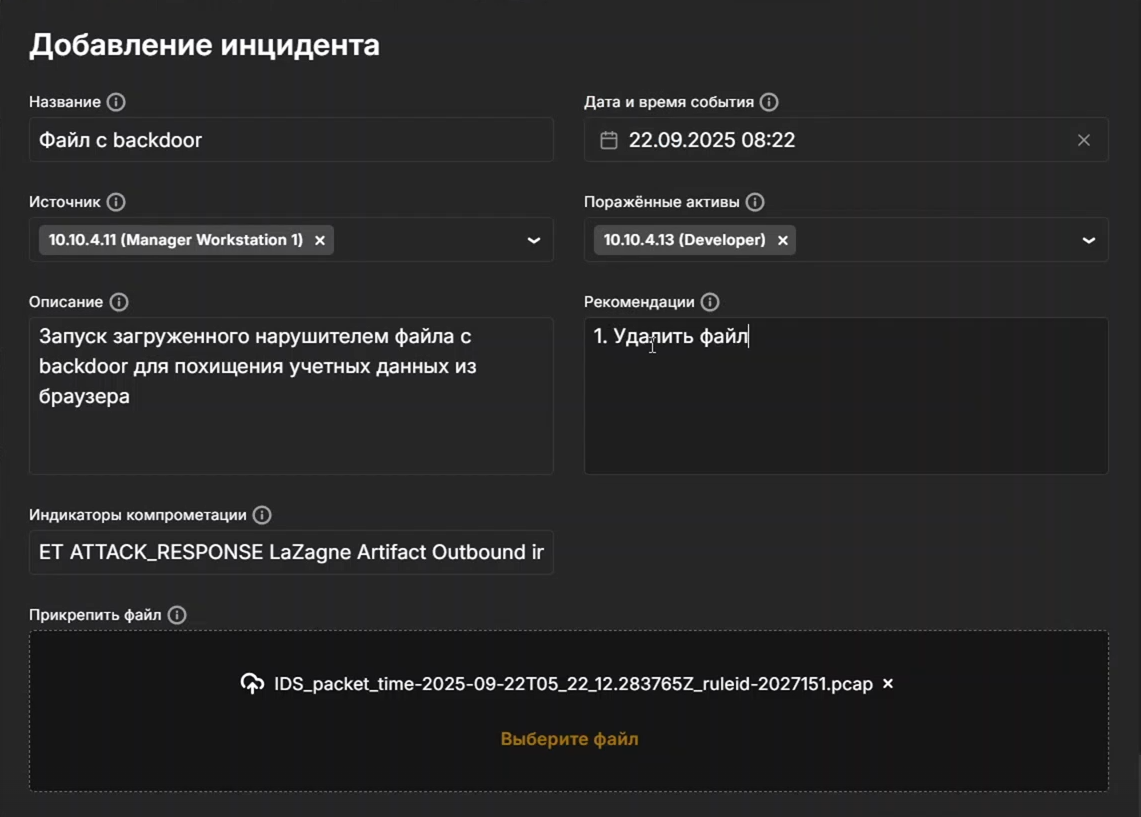 Добавление инцидента
Название
Дата и время события
Файл с backdoor
22.09.2025 08:22
Источник
Поражённые активы
10.10.4.11 (Manager Workstation 1)
10.10.4.13 (Developer)
Описание
Рекомендации
Запуск загруженного нарушителем файла с
backdoor для похищения учетных данных из
браузера
1. Удалить файл
Индикаторы компрометации
ET ATTACK_RESPONSE LaZagne Artifact Outbound ir
Прикрепить файл
IDS_packet_time-2025-09-22T05_22_12.283765Z_ruleid-2027151.pcap
Выберите файл